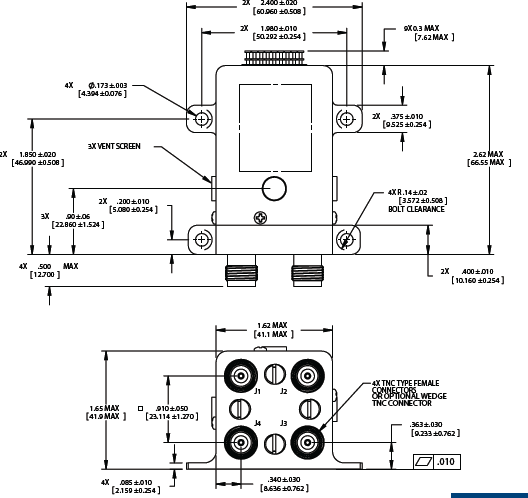 2X 2.400 ±.020
[60.960 ±0.508]
2X 1.980 ±.010
[50.292 ±0.254]
9X 0.3 MAX
[7.62 MAX ]
4X Ø.173 ±.003
[4.394 ±0.076 ]
2X .375 ±.010
[9.525 ±0.254]
3X VENT SCREEN
2X 1.850 ±.020
[46.990 ±0.508]
2.62 MAX
[66.55 MAX]
4X R .14 ±.02
[3.572 ±0.508]
BOLT CLEARANCE
2X .200 ±.010
[5.080 ±0.254]
3X .90 ±.06
[22.860 ±1.524]
4X .500 MAX
[12.700 ]
2X .400 ±.010
[10.160 ±0.254]
1.62 MAX
[41.1 MAX ]
J1 J2
4X TNC TYPE FEMALE
CONNECTORS
OR OPTIONAL WEDGE
TNC CONNECTOR
1.65 MAX
[41.9 MAX ]
□ .910 ±.050
[23.114 ±1.270]
J4 J3
.363 ±.030
[9.233 ±0.762]
.010
4X .085 ±.010
[2.159 ±0.254]
.340 ±.030
[8.636 ±0.762]